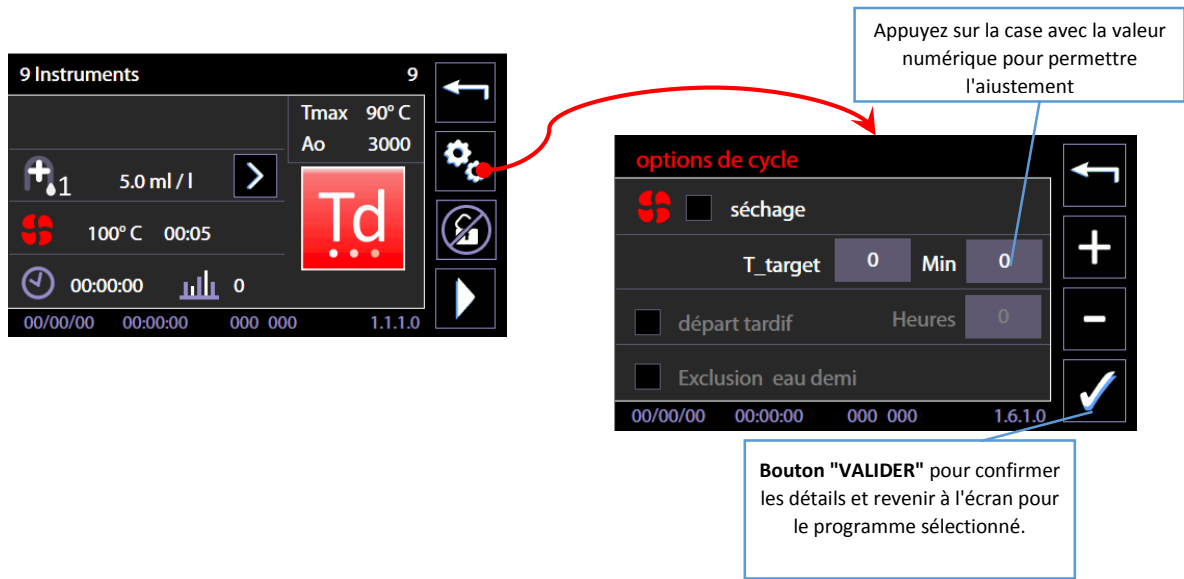 Appuyez sur la case avec la valeur
numérique pour permettre
l'aiustement
9 Instruments 9
Tmax 90° C
Ao 3000
1 5.0 ml / l
Td
100° C 00:05
00:00:00 0
00/00/00 00:00:00 000 000 1.1.1.0
options de cycle
séchage
T_target 0 Min 0
départ tardif Heures 0
Exclusion eau demi
00/00/00 00:00:00 000 000 1.6.1.0
Bouton "VALIDER" pour confirmer
les détails et revenir à l'écran pour
le programme sélectionné.